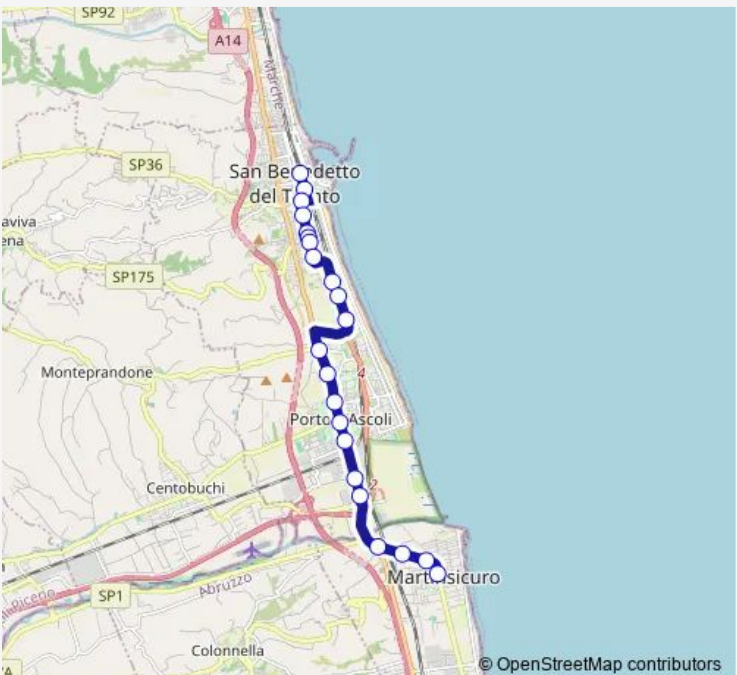 SP92
A14
Marche
SP36
San Benedetto
del Tronto
SP175
Monteprandone
4
Porto Ascoli
Centobuchi
2
Martinsicuro
SP1
Abruzzo
Colonnella
© OpenStreetMap contributors